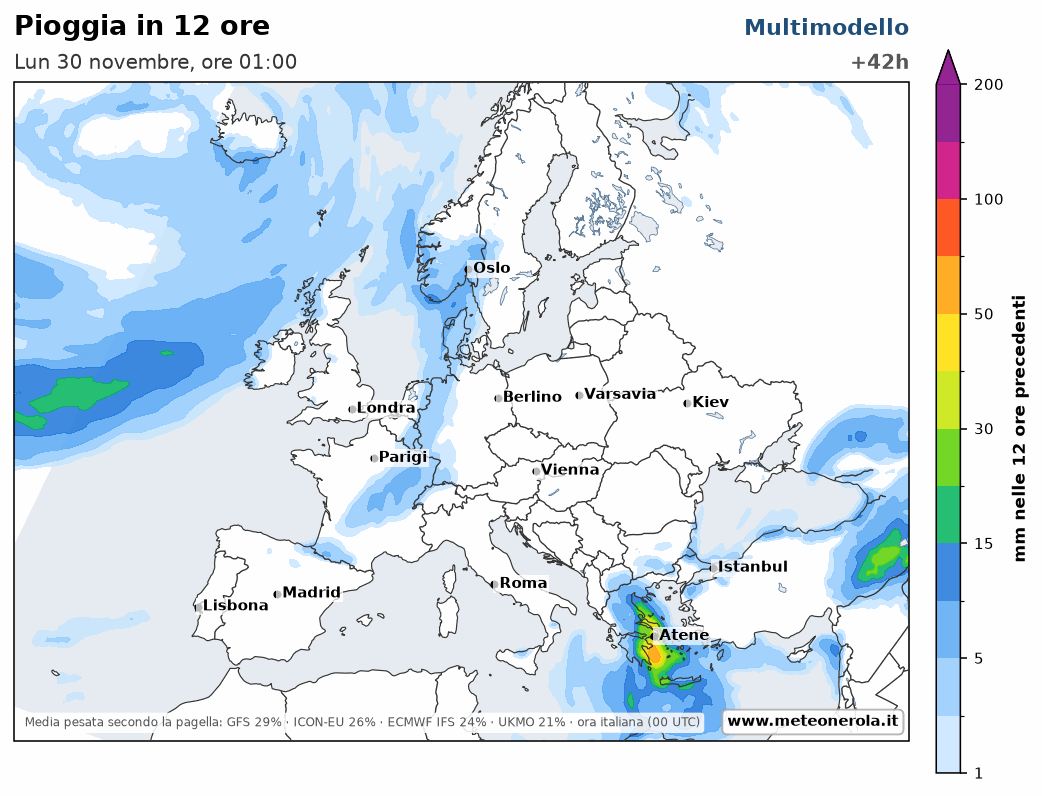 Pioggia in 12 ore
Multimodello
Lun 30 novembre, ore 01:00
+42h
200
100
50
30
15
5
1
mm nelle 12 ore precedenti
Oslo
Berlino
Varsavia
Kiev
Londra
Parigi
Vienna
Istanbul
Roma
Madrid
Lisbona
Atene
Media pesata secondo la pagella: GFS 29% · ICON-EU 26% · ECMWF IFS 24% · UKMO 21% · ora italiana (00 UTC)
www.meteonerola.it